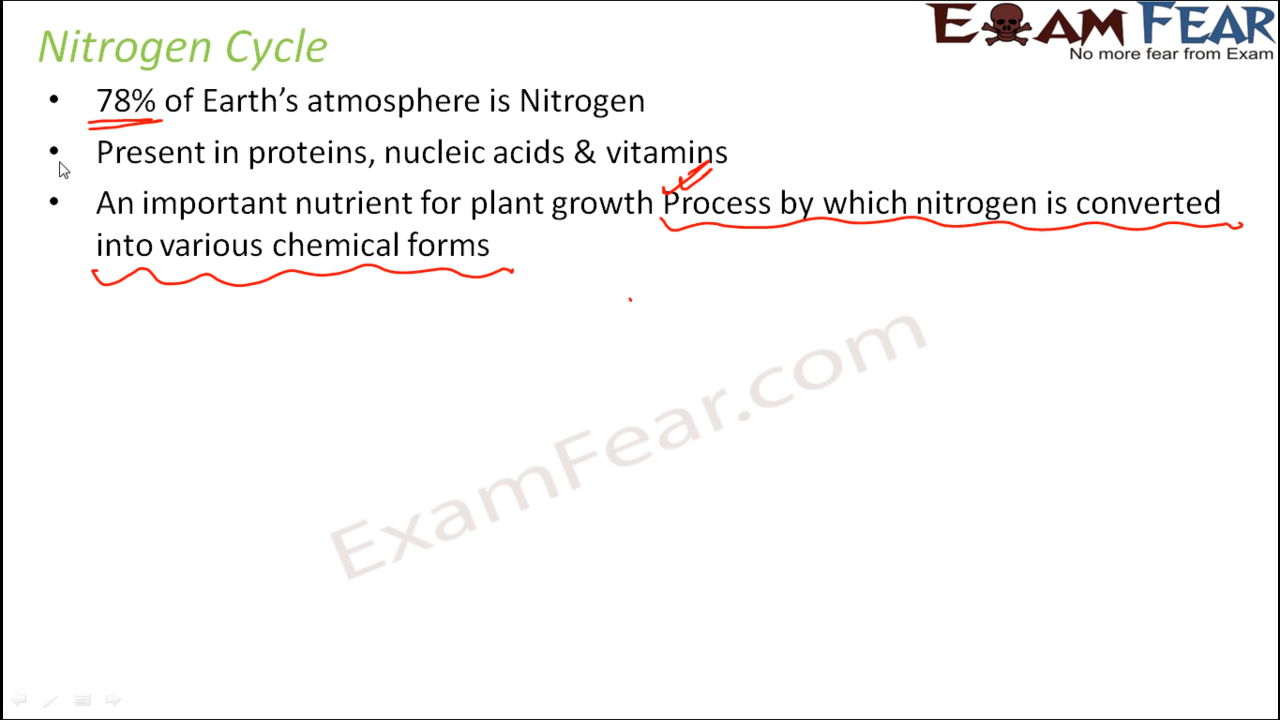 Nitrogen Cycle
EXAM FEAR
No more fear from Exam
• 78% of Earth's atmosphere is Nitrogen
• Present in proteins, nucleic acids & vitamins
• An important nutrient for plant growth Process by which nitrogen is converted
into various chemical forms
ExamFear.com